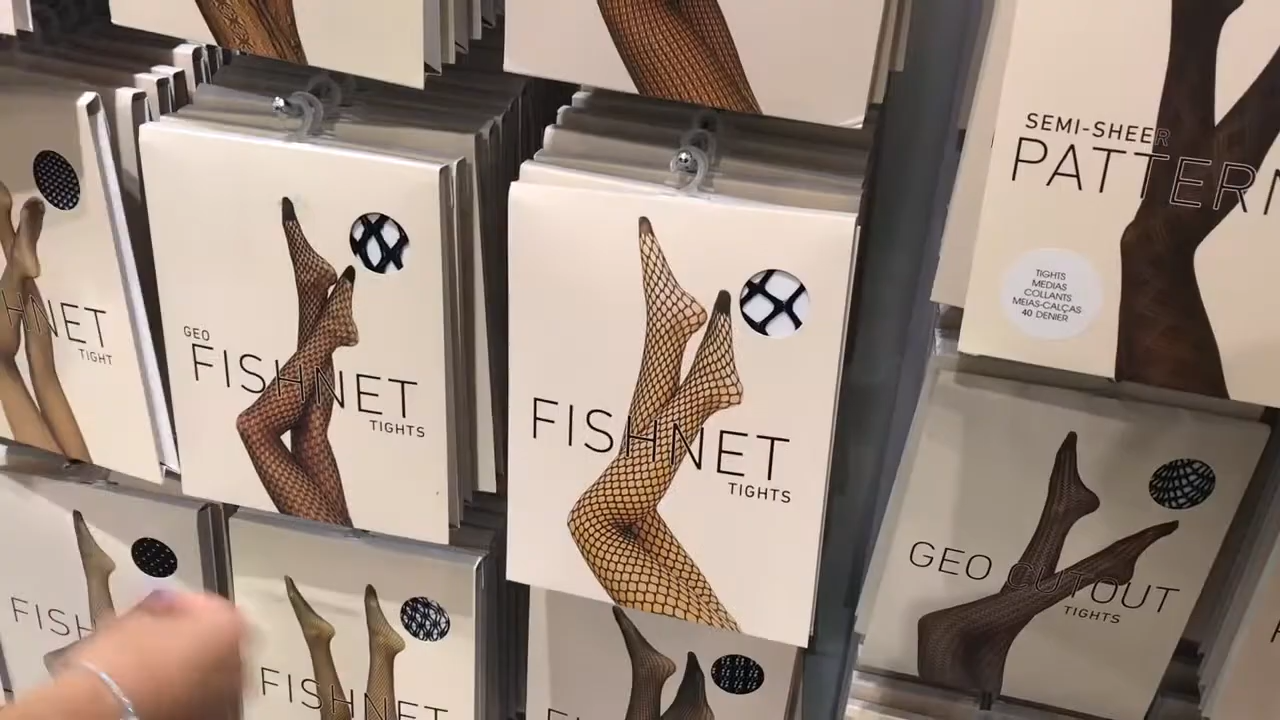 SEMI-SHEER
PATTERN
TIGHTS
MEDIAS
COLLANTS
MEIAS-CALÇAS
40 DENIER
HNET
TIGHT
GEO
FISHNET
TIGHTS
FISHNET
TIGHTS
GEO CUTOUT
TIGHTS
FISH
FISHNET